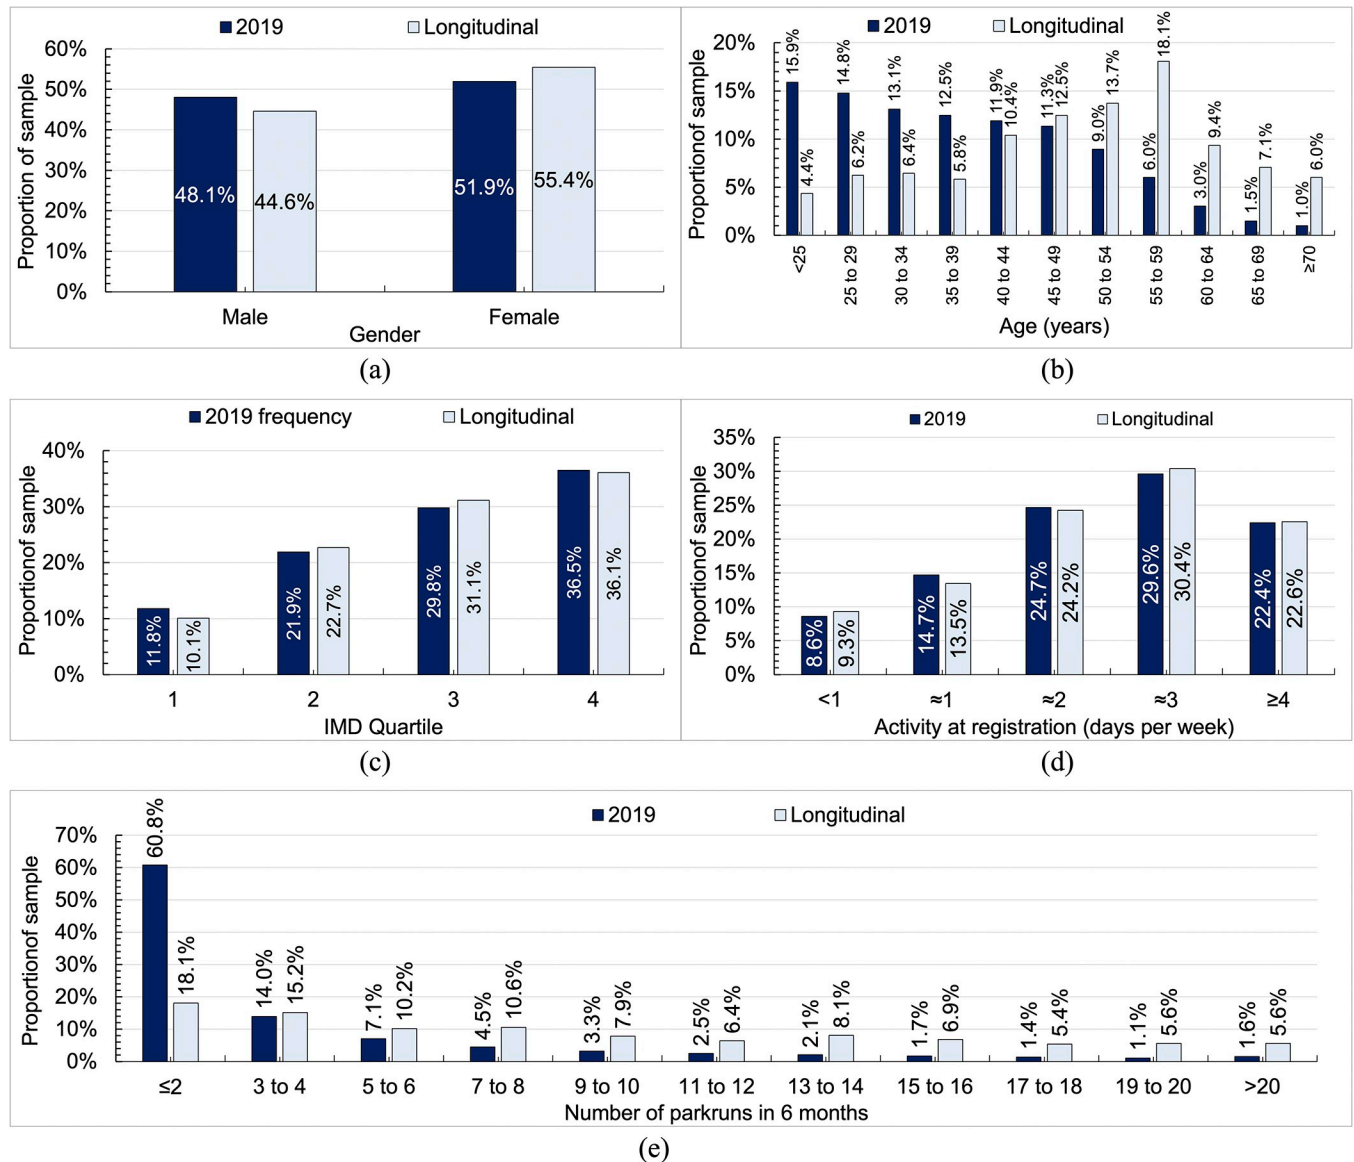 2019 Longitudinal
Proportion of sample
60%
50%
40%
30%
20%
10%
0%
48.1% 44.6% 51.9% 55.4%
Male Female
Gender
(a)
2019 Longitudinal
Proportionof sample
20%
15%
10%
5%
0%
15.9% 4.4% 14.8% 6.2% 13.1% 6.4% 12.5% 5.8% 11.9% 10.4% 11.3% 12.5% 9.0% 13.7% 6.0% 18.1% 3.0% 9.4% 1.5% 7.1% 1.0% 6.0%
<25 25 to 29 30 to 34 35 to 39 40 to 44 45 to 49 50 to 54 55 to 59 60 to 64 65 to 69 ≥70
Age (years)
(b)
2019 frequency Longitudinal
Proportionof sample
40%
30%
20%
10%
0%
11.8% 10.1% 21.9% 22.7% 29.8% 31.1% 36.5% 36.1%
1 2 3 4
IMD Quartile
(c)
2019 Longitudinal
Proportionof sample
35%
30%
25%
20%
15%
10%
5%
0%
8.6% 9.3% 14.7% 13.5% 24.7% 24.2% 29.6% 30.4% 22.4% 22.6%
<1 ≈1 ≈2 ≈3 ≥4
Activity at registration (days per week)
(d)
2019 Longitudinal
Proportionof sample
70%
60%
50%
40%
30%
20%
10%
0%
60.8% 18.1% 14.0% 15.2% 7.1% 10.2% 4.5% 10.6% 3.3% 7.9% 2.5% 6.4% 2.1% 8.1% 1.7% 6.9% 1.4% 5.4% 1.1% 5.6% 1.6% 5.6%
≤2 3 to 4 5 to 6 7 to 8 9 to 10 11 to 12 13 to 14 15 to 16 17 to 18 19 to 20 >20
Number of parkruns in 6 months
(e)